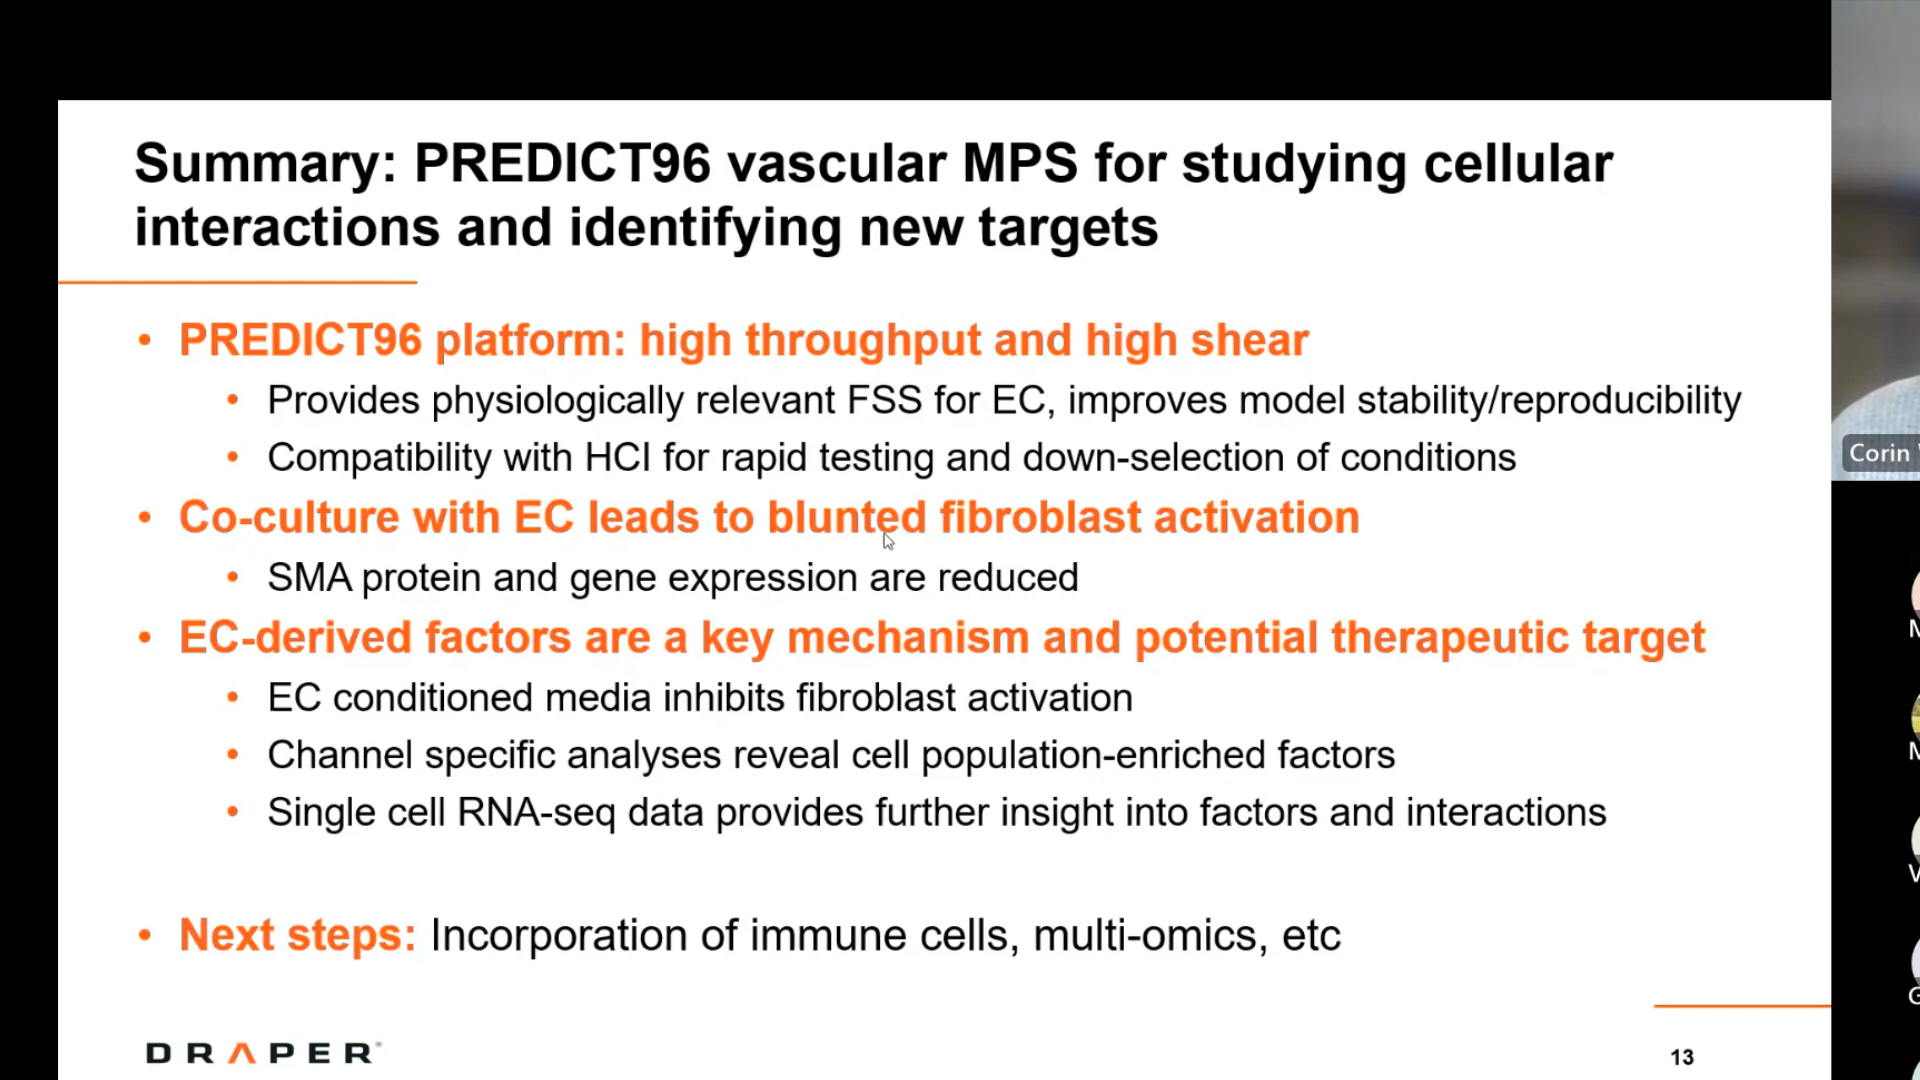 Summary: PREDICT96 vascular MPS for studying cellular
interactions and identifying new targets
• PREDICT96 platform: high throughput and high shear
• Provides physiologically relevant FSS for EC, improves model stability/reproducibility
• Compatibility with HCI for rapid testing and down-selection of conditions
• Co-culture with EC leads to blunted fibroblast activation
• SMA protein and gene expression are reduced
• EC-derived factors are a key mechanism and potential therapeutic target
• EC conditioned media inhibits fibroblast activation
• Channel specific analyses reveal cell population-enriched factors
• Single cell RNA-seq data provides further insight into factors and interactions
• Next steps: Incorporation of immune cells, multi-omics, etc
DRAPER®
13
Corin